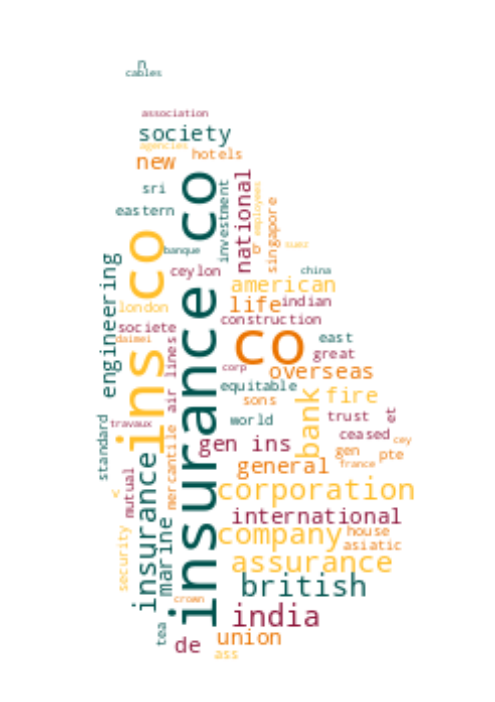 n
cables
association
society
agencies
new
hotels
sri
insurance co
investment
national
employees
singapore
eastern
b
suez
ins co
banque
engineering
ceylon
china
american
london
life
indian
societe
construction
daimei
air lines
co
east
great
corp
overseas
equitable
sons
bank
fire
standard
travaux
world
trust
et
gen ins
ceased
cey
mercantile
insurance
mutual
general
gen
france
pte
v
corporation
marine
security
international
company
house
asiatic
assurance
british
crown
india
tea
de
union
ass